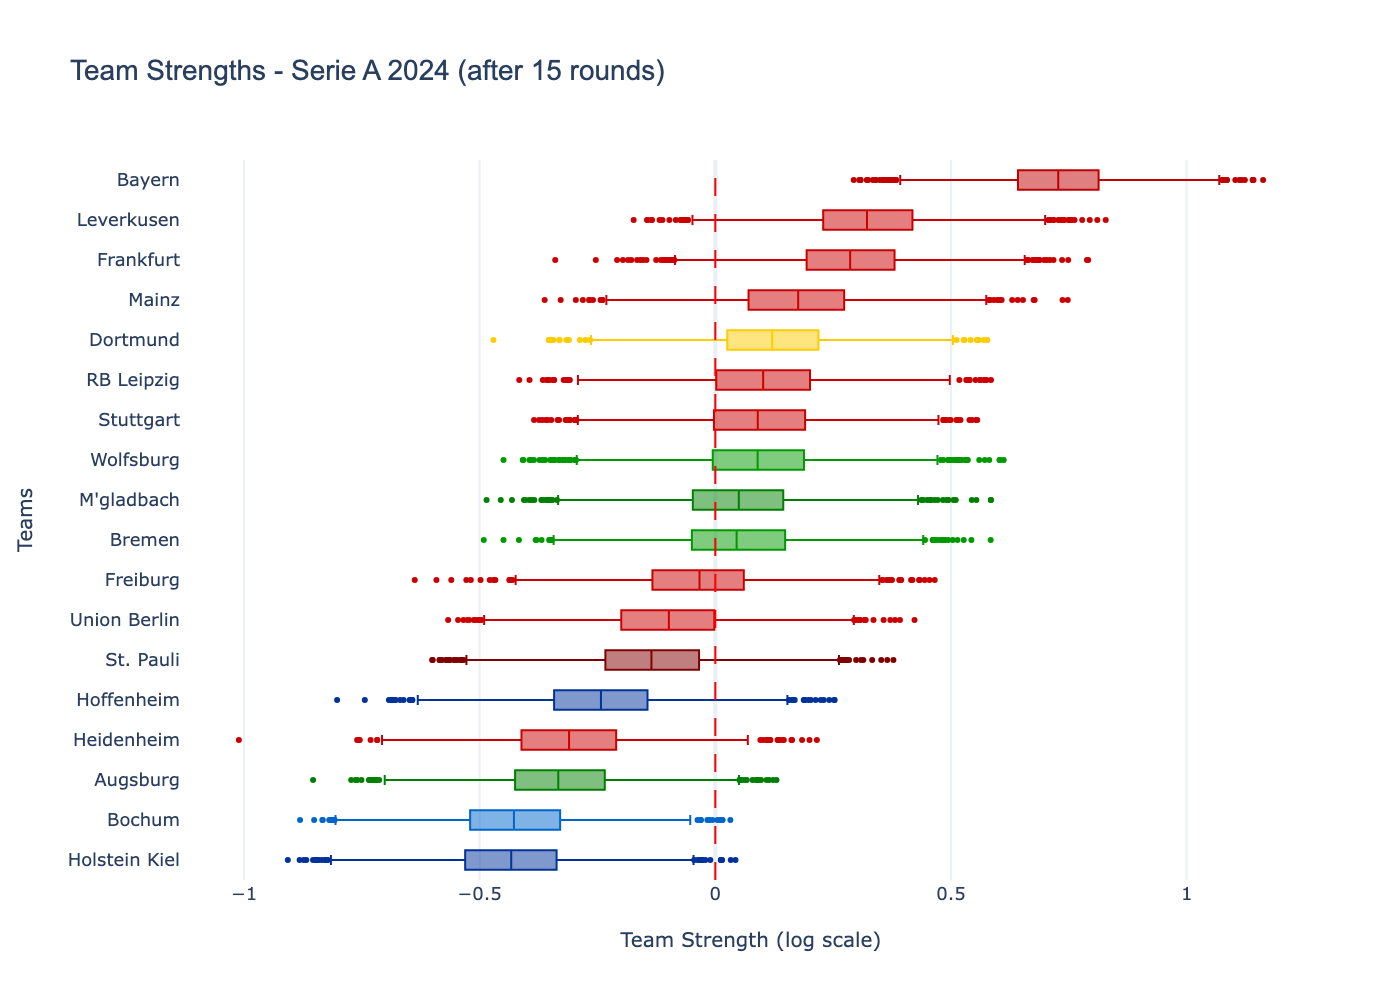 Team Strengths - Serie A 2024 (after 15 rounds)
Teams
Bayern
Leverkusen
Frankfurt
Mainz
Dortmund
RB Leipzig
Stuttgart
Wolfsburg
M'gladbach
Bremen
Freiburg
Union Berlin
St. Pauli
Hoffenheim
Heidenheim
Augsburg
Bochum
Holstein Kiel
−1 −0.5 0 0.5 1
Team Strength (log scale)